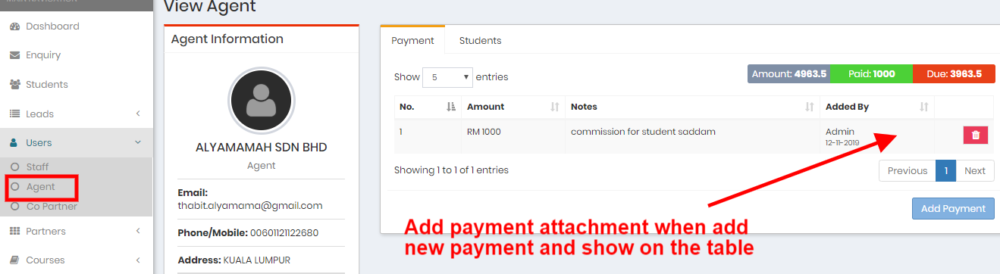 MAIN NAVIGATION
View Agent
Dashboard
Enquiry
Students
Leads
Users
Staff
Agent
Co Partner
Partners
Courses
Agent Information
ALYAMAMAH SDN BHD
Agent
Email:
thabit.alyamama@gmail.com
Phone/Mobile: 00601121122680
Address: KUALA LUMPUR
Payment Students
Show 5 entries
Amount: 4963.5 Paid: 1000 Due: 3963.5
No. Amount Notes Added By
1 RM 1000 commission for student saddam Admin
12-11-2019
Showing 1 to 1 of 1 entries
Previous 1 Next
Add Payment
Add payment attachment when add
new payment and show on the table